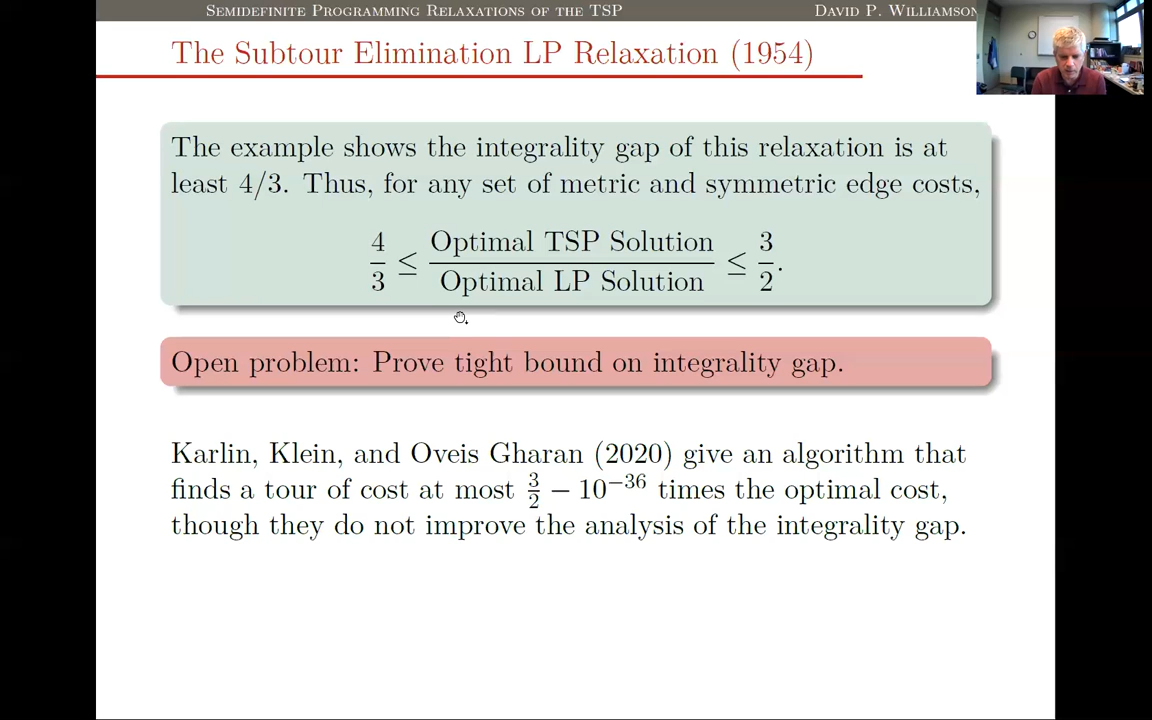 Semidefinite Programming Relaxations of the TSP David P. Williamson
The Subtour Elimination LP Relaxation (1954)
The example shows the integrality gap of this relaxation is at
least 4/3. Thus, for any set of metric and symmetric edge costs,
4/3 ≤ Optimal TSP Solution / Optimal LP Solution ≤ 3/2.
Open problem: Prove tight bound on integrality gap.
Karlin, Klein, and Oveis Gharan (2020) give an algorithm that
finds a tour of cost at most 3/2 − 10⁻³⁶ times the optimal cost,
though they do not improve the analysis of the integrality gap.